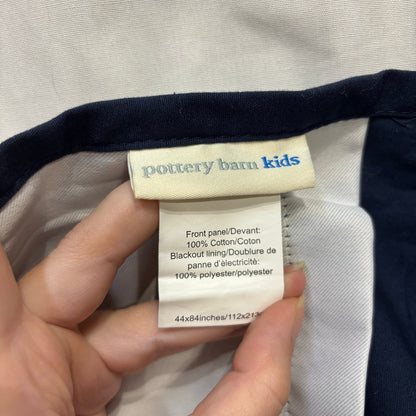 pottery barn kids
Front panel/Devant:
100% Cotton/Coton
Blackout lining/Doublure de
panne d'électricité:
100% polyester/polyester
44x84inches/112x213